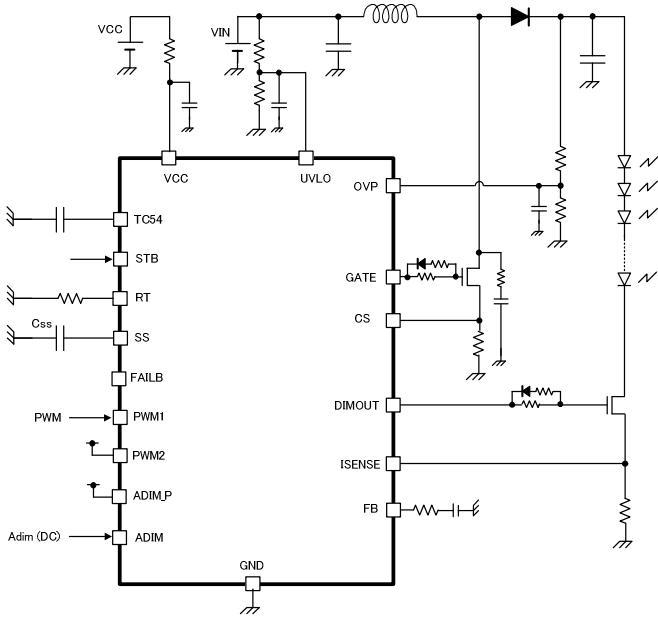 VCC
VIN
VCC
UVLO
OVP
TC54
STB
GATE
RT
CS
Css
SS
FAILB
DIMOUT
PWM
PWM1
PWM2
ISENSE
ADIM_P
FB
Adim (DC)
ADIM
GND